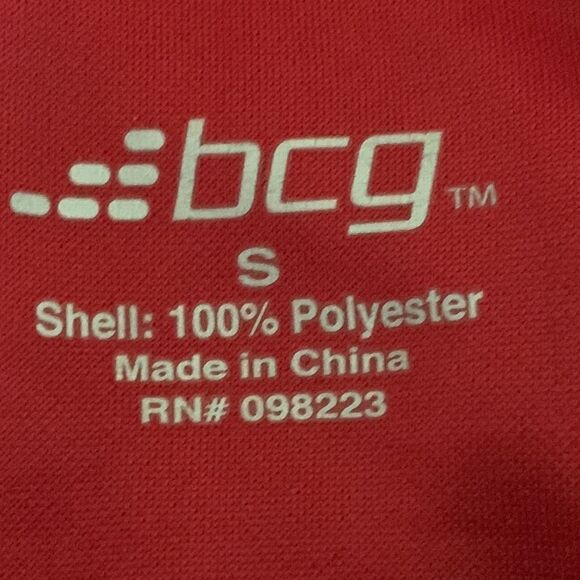 bcg™
S
Shell: 100% Polyester
Made in China
RN# 098223